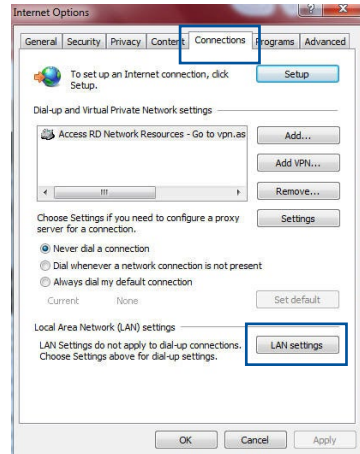 Internet Options
General Security Privacy Content Connections Programs Advanced
To set up an Internet connection, click
Setup.
Setup
Dial-up and Virtual Private Network settings
Access RD Network Resources - Go to vpn.as
Add...
Add VPN...
Remove...
Choose Settings if you need to configure a proxy
server for a connection.
Settings
Never dial a connection
Dial whenever a network connection is not present
Always dial my default connection
Current None
Set default
Local Area Network (LAN) settings
LAN Settings do not apply to dial-up connections.
Choose Settings above for dial-up settings.
LAN settings
OK Cancel Apply